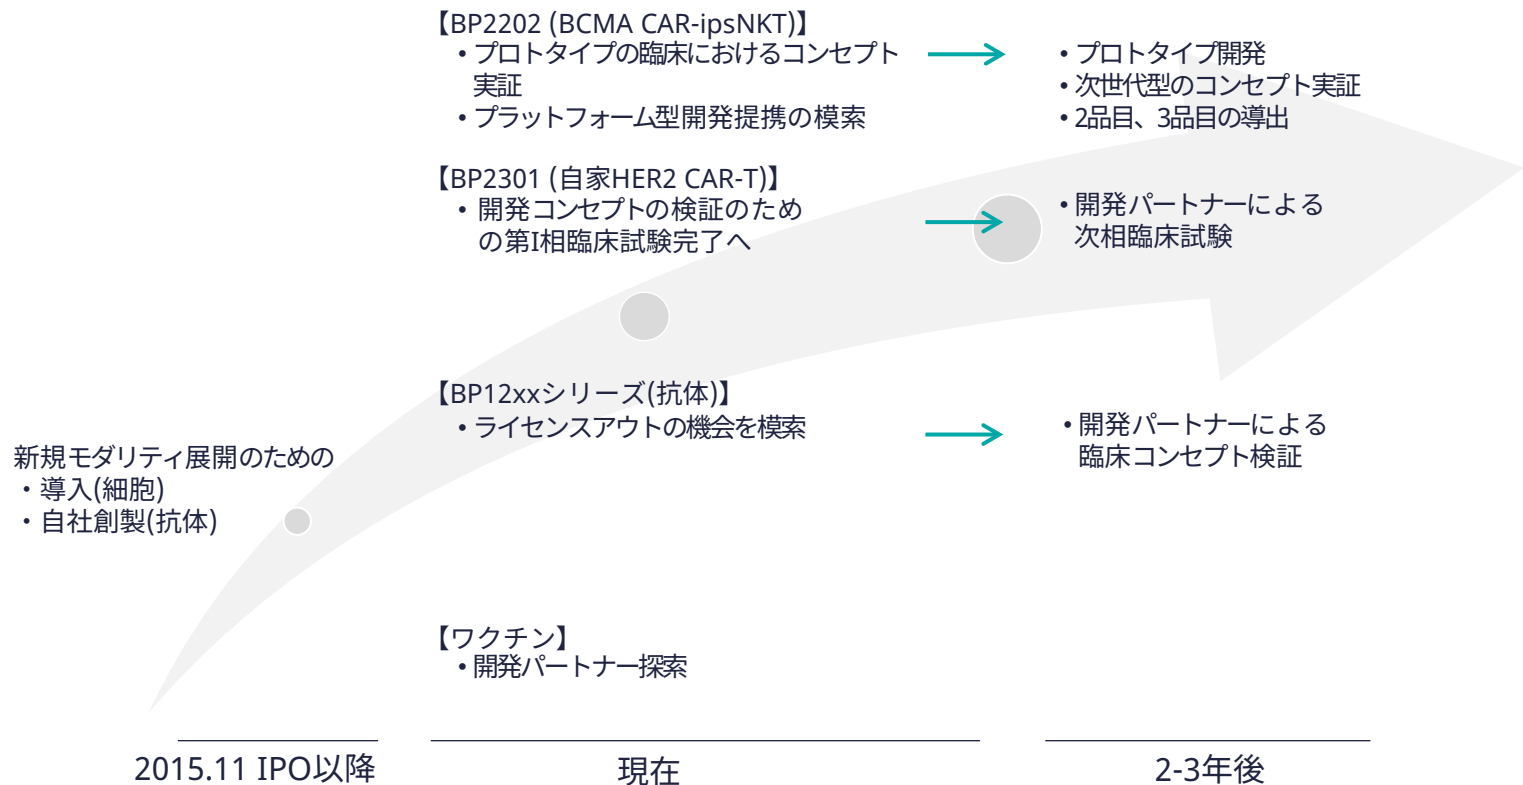 【BP2202 (BCMA CAR-ipsNKT)】
• プロトタイプの臨床におけるコンセプト
実証
• プラットフォーム型開発提携の模索
• プロトタイプ開発
• 次世代型のコンセプト実証
• 2品目、3品目の導出
【BP2301 (自家HER2 CAR-T)】
• 開発コンセプトの検証のため
の第I相臨床試験完了へ
• 開発パートナーによる
次相臨床試験
【BP12xxシリーズ(抗体)】
• ライセンスアウトの機会を模索
• 開発パートナーによる
臨床コンセプト検証
新規モダリティ展開のための
・導入(細胞)
・自社創製(抗体)
【ワクチン】
• 開発パートナー探索
2015.11 IPO以降
現在
2-3年後